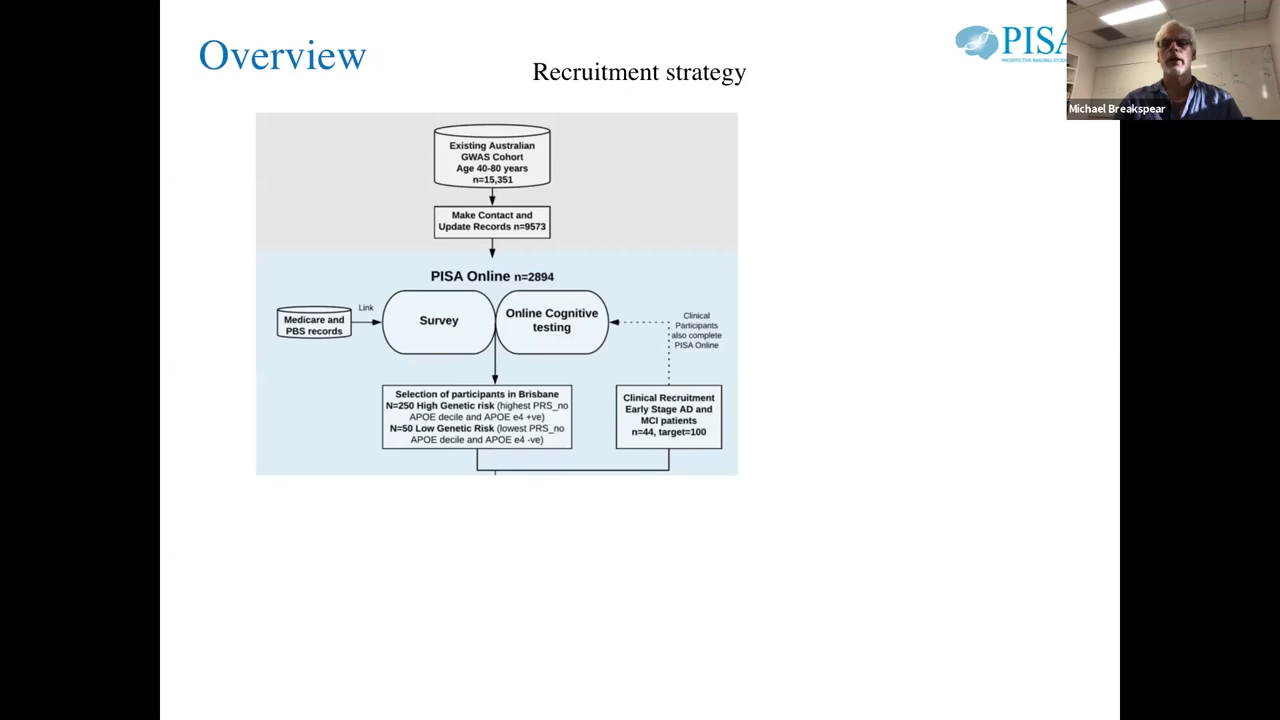 Overview
Recruitment strategy
PISA
PROSPECTIVE IMAGING STUD
Michael Breakspear
Existing Australian
GWAS Cohort
Age 40-80 years
n=15,351
Make Contact and
Update Records n=9573
PISA Online n=2894
Medicare and
PBS records
Link
Survey
Online Cognitive
testing
Clinical
Participants
also complete
PISA Online
Selection of participants in Brisbane
N=250 High Genetic risk (highest PRS_no
APOE decile and APOE e4 +ve)
N=50 Low Genetic Risk (lowest PRS_no
APOE decile and APOE e4 -ve)
Clinical Recruitment
Early Stage AD and
MCI patients
n=44, target=100